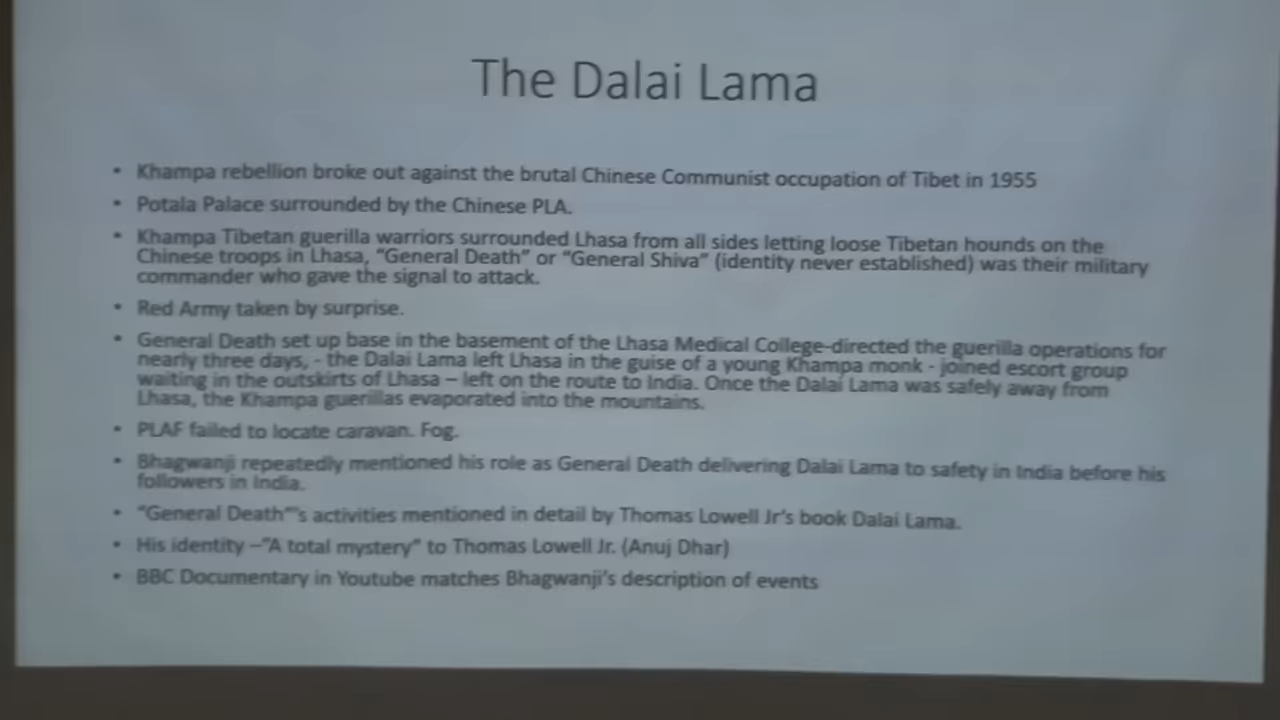 The Dalai Lama
• Khampa rebellion broke out against the brutal Chinese Communist occupation of Tibet in 1955
• Potala Palace surrounded by the Chinese PLA.
• Khampa Tibetan guerilla warriors surrounded Lhasa from all sides letting loose Tibetan hounds on the
Chinese troops in Lhasa, “General Death” or “General Shiva” (identity never established) was their military
commander who gave the signal to attack.
• Red Army taken by surprise.
• General Death set up base in the basement of the Lhasa Medical College-directed the guerilla operations for
nearly three days, - the Dalai Lama left Lhasa in the guise of a young Khampa monk - joined escort group
waiting in the outskirts of Lhasa – left on the route to India. Once the Dalai Lama was safely away from
Lhasa, the Khampa guerillas evaporated into the mountains.
• PLAF failed to locate caravan. Fog.
• Bhagwanji repeatedly mentioned his role as General Death delivering Dalai Lama to safety in India before his
followers in India.
• “General Death”’s activities mentioned in detail by Thomas Lowell Jr’s book Dalai Lama.
• His identity –“A total mystery” to Thomas Lowell Jr. (Anuj Dhar)
• BBC Documentary in Youtube matches Bhagwanji’s description of events